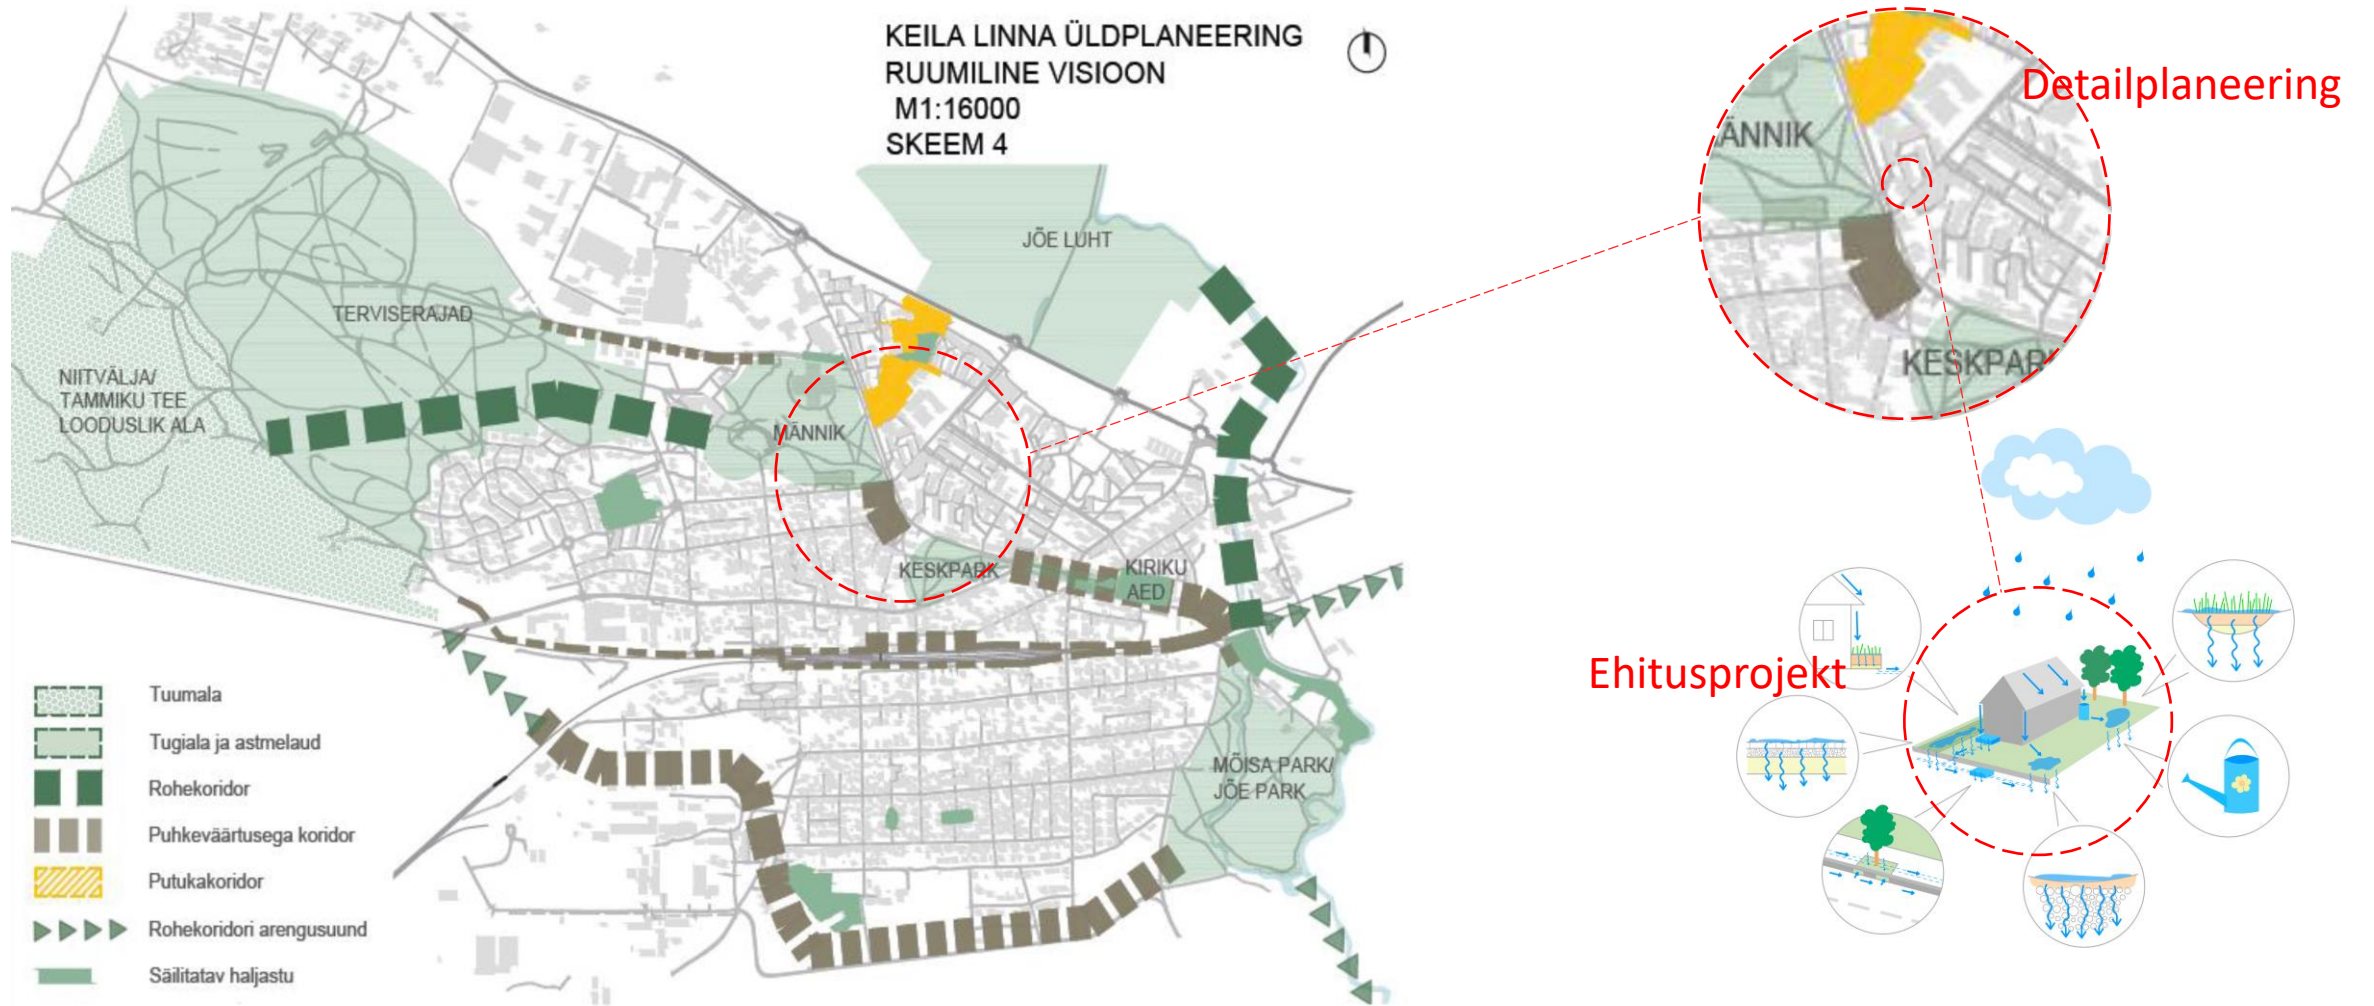 KEILA LINNA ÜLDPLANEERING
RUUMILINE VISIOON
M1:16000
SKEEM 4
Detailplaneering
ÄNNIK
KESKPAR
JÕE LUHT
TERVISERAJAD
NIITVÄLJA/
TAMMIKU TEE
LOODUSLIK ALA
MÄNNIK
KESKPARK
KIRIKU
AED
Ehitusprojekt
MÕISA PARK/
JÕE PARK
Tuumala
Tugiala ja astmelaud
Rohekoridor
Puhkeväärtusega koridor
Putukakoridor
Rohekoridori arengusuund
Säilitatav haljastu